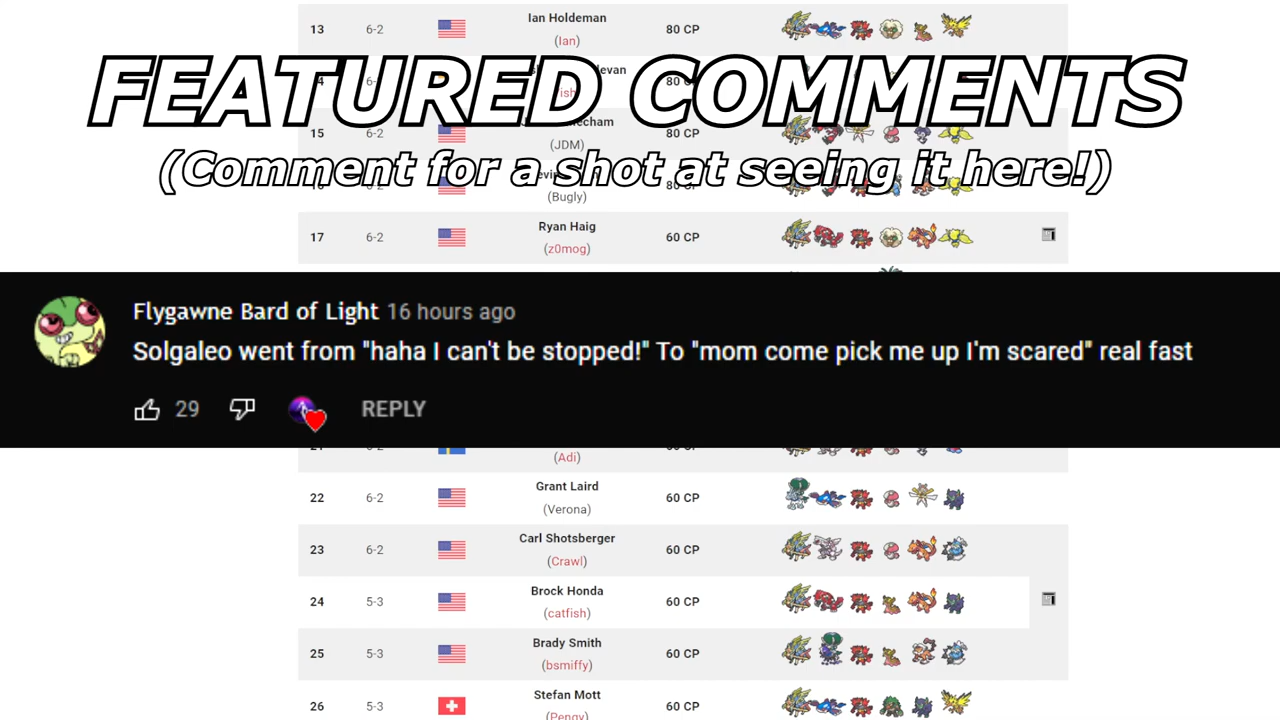 13 6-2 Ian Holdeman 80 CP
(Ian)
FEATURED COMMENTS
15 6-2 80 CP
(JDM)
(Comment for a shot at seeing it here!)
(Bugly)
17 6-2 Ryan Haig 60 CP
(z0mog)
Flygawne Bard of Light 16 hours ago
Solgaleo went from "haha I can't be stopped!" To "mom come pick me up I'm scared" real fast
29 REPLY
(Adi)
22 6-2 Grant Laird 60 CP
(Verona)
23 6-2 Carl Shotsberger 60 CP
(Crawl)
24 5-3 Brock Honda 60 CP
(catfish)
25 5-3 Brady Smith 60 CP
(bsmiffy)
26 5-3 Stefan Mott 60 CP